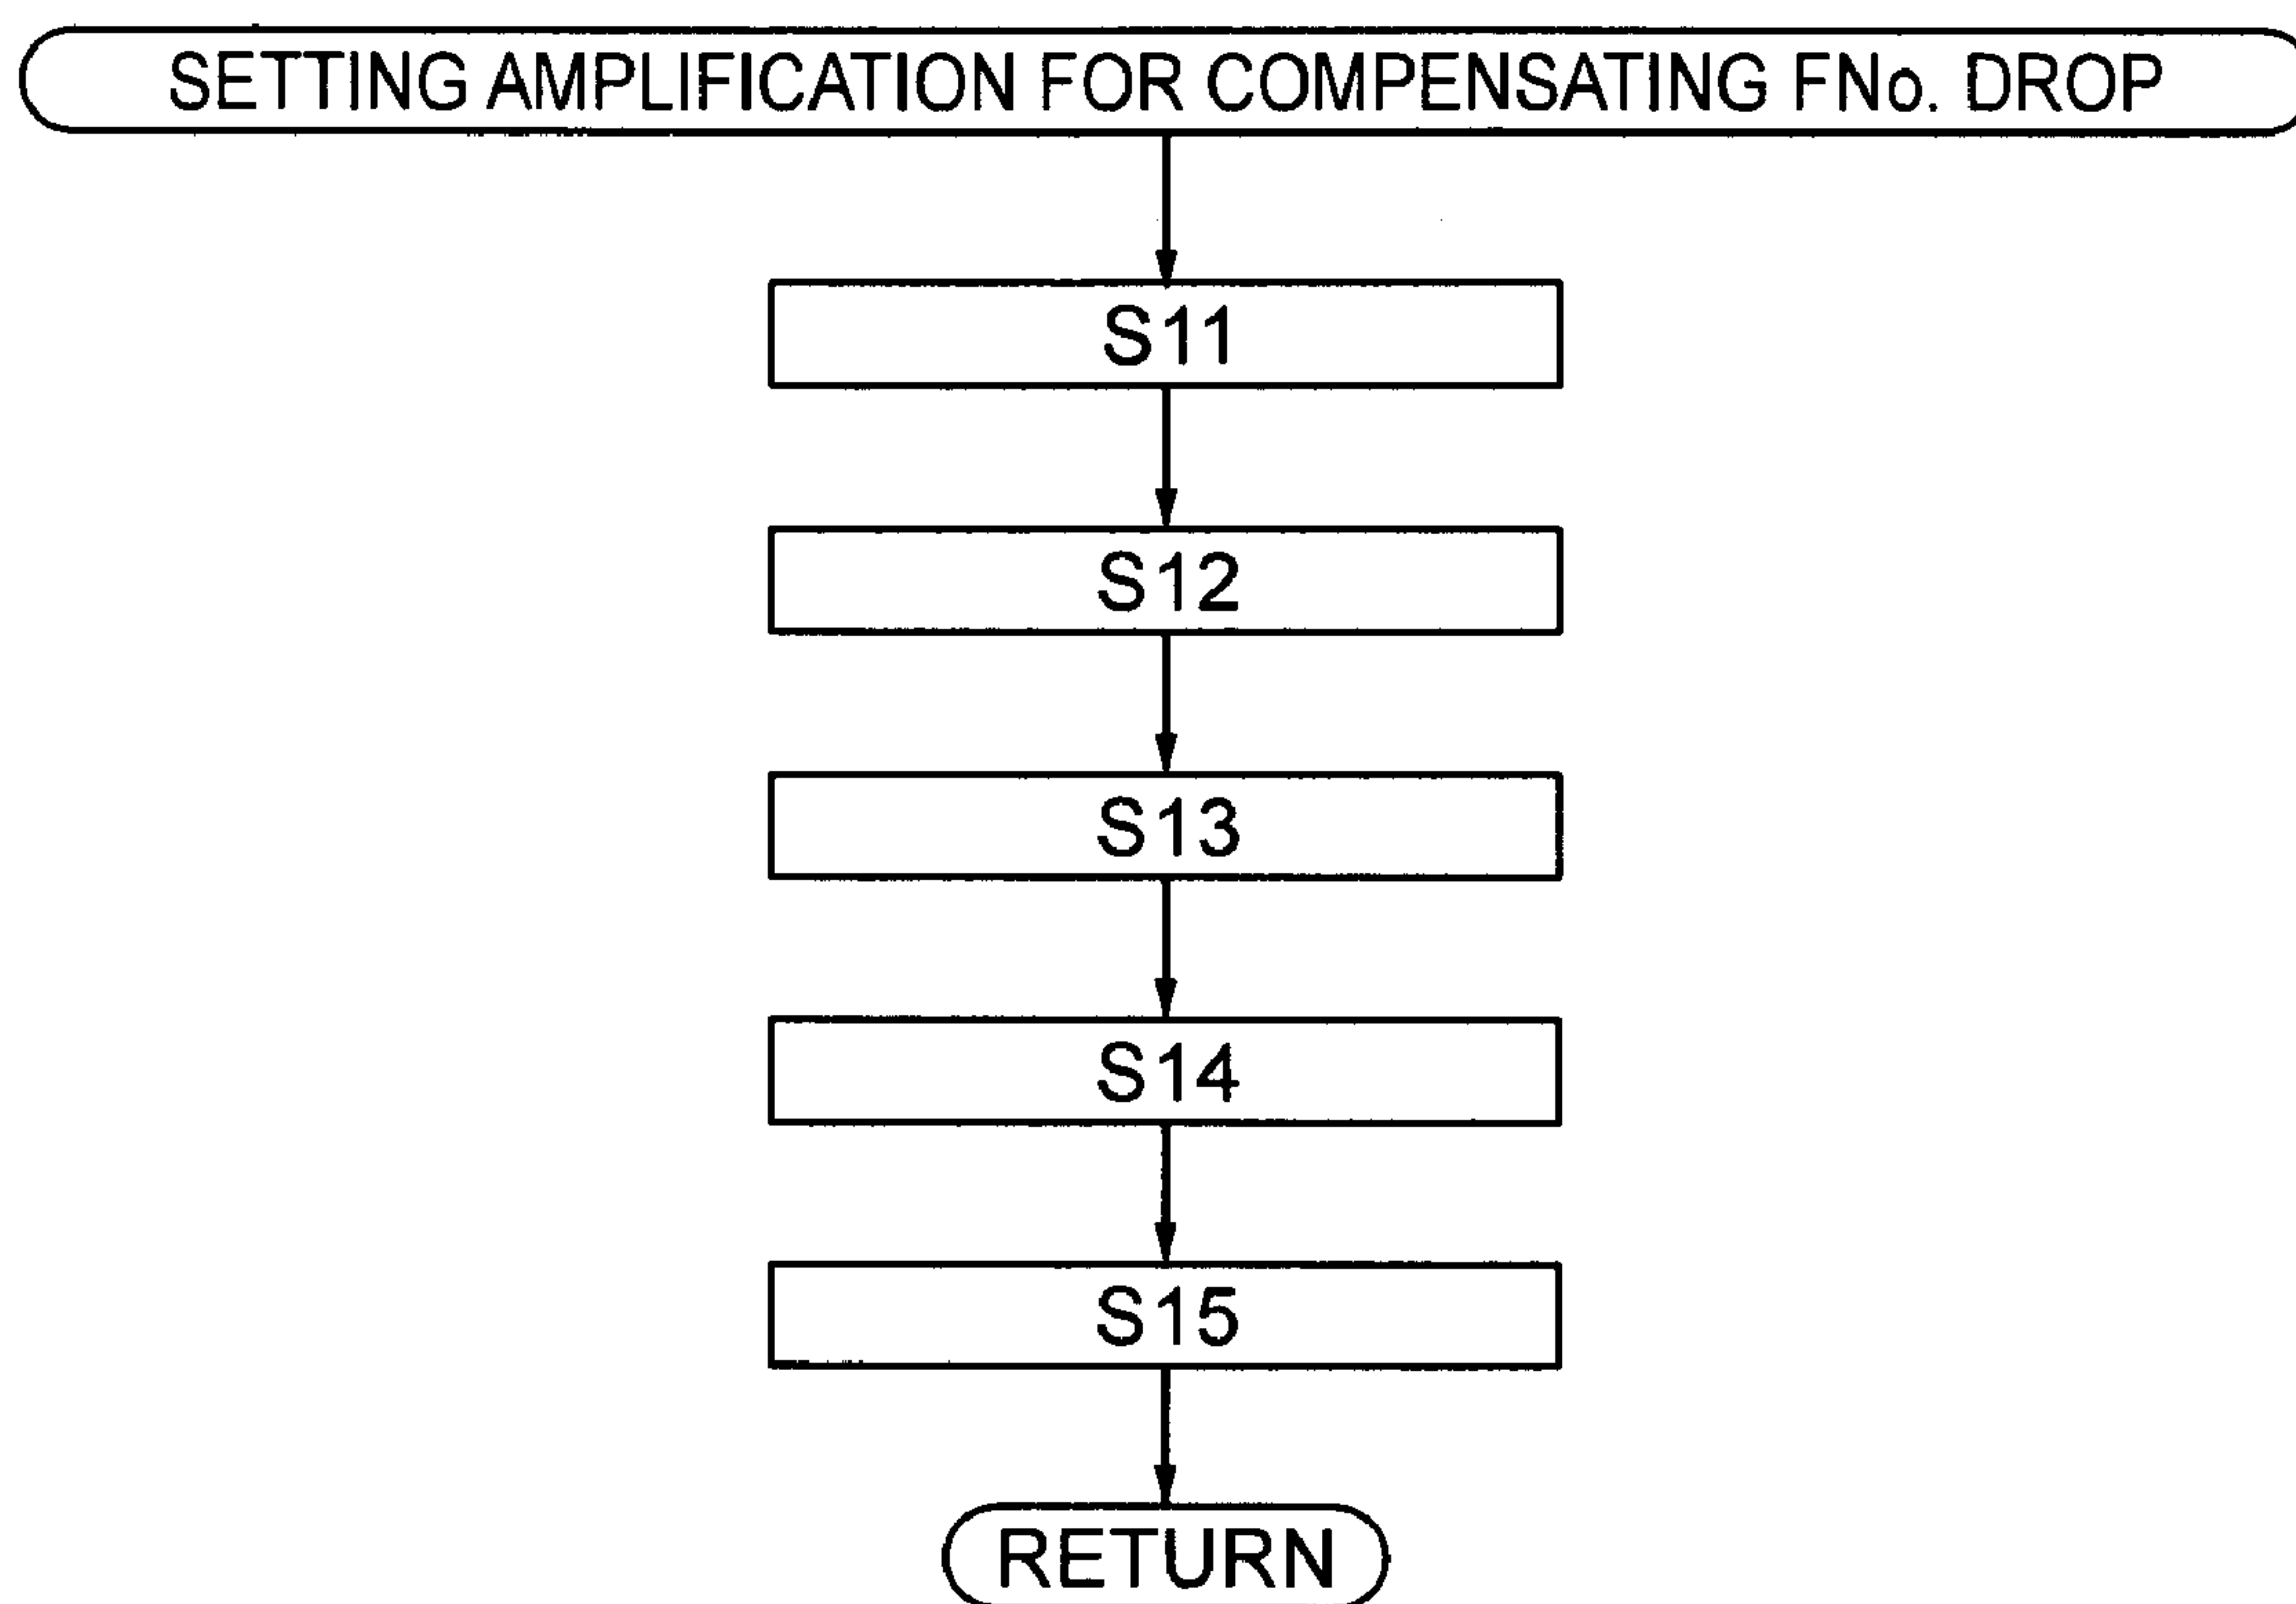 SETTING AMPLIFICATION FOR COMPENSATING FNo. DROP
S11
S12
S13
S14
S15
RETURN